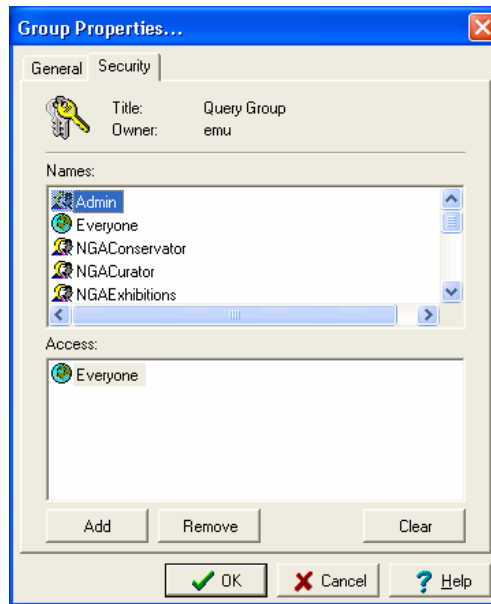 Group Properties...
General Security
Title: Query Group
Owner: emu
Names:
Admin
Everyone
NGAConservator
NGACurator
NGAExhibitions
Access:
Everyone
Add Remove Clear
OK Cancel ? Help